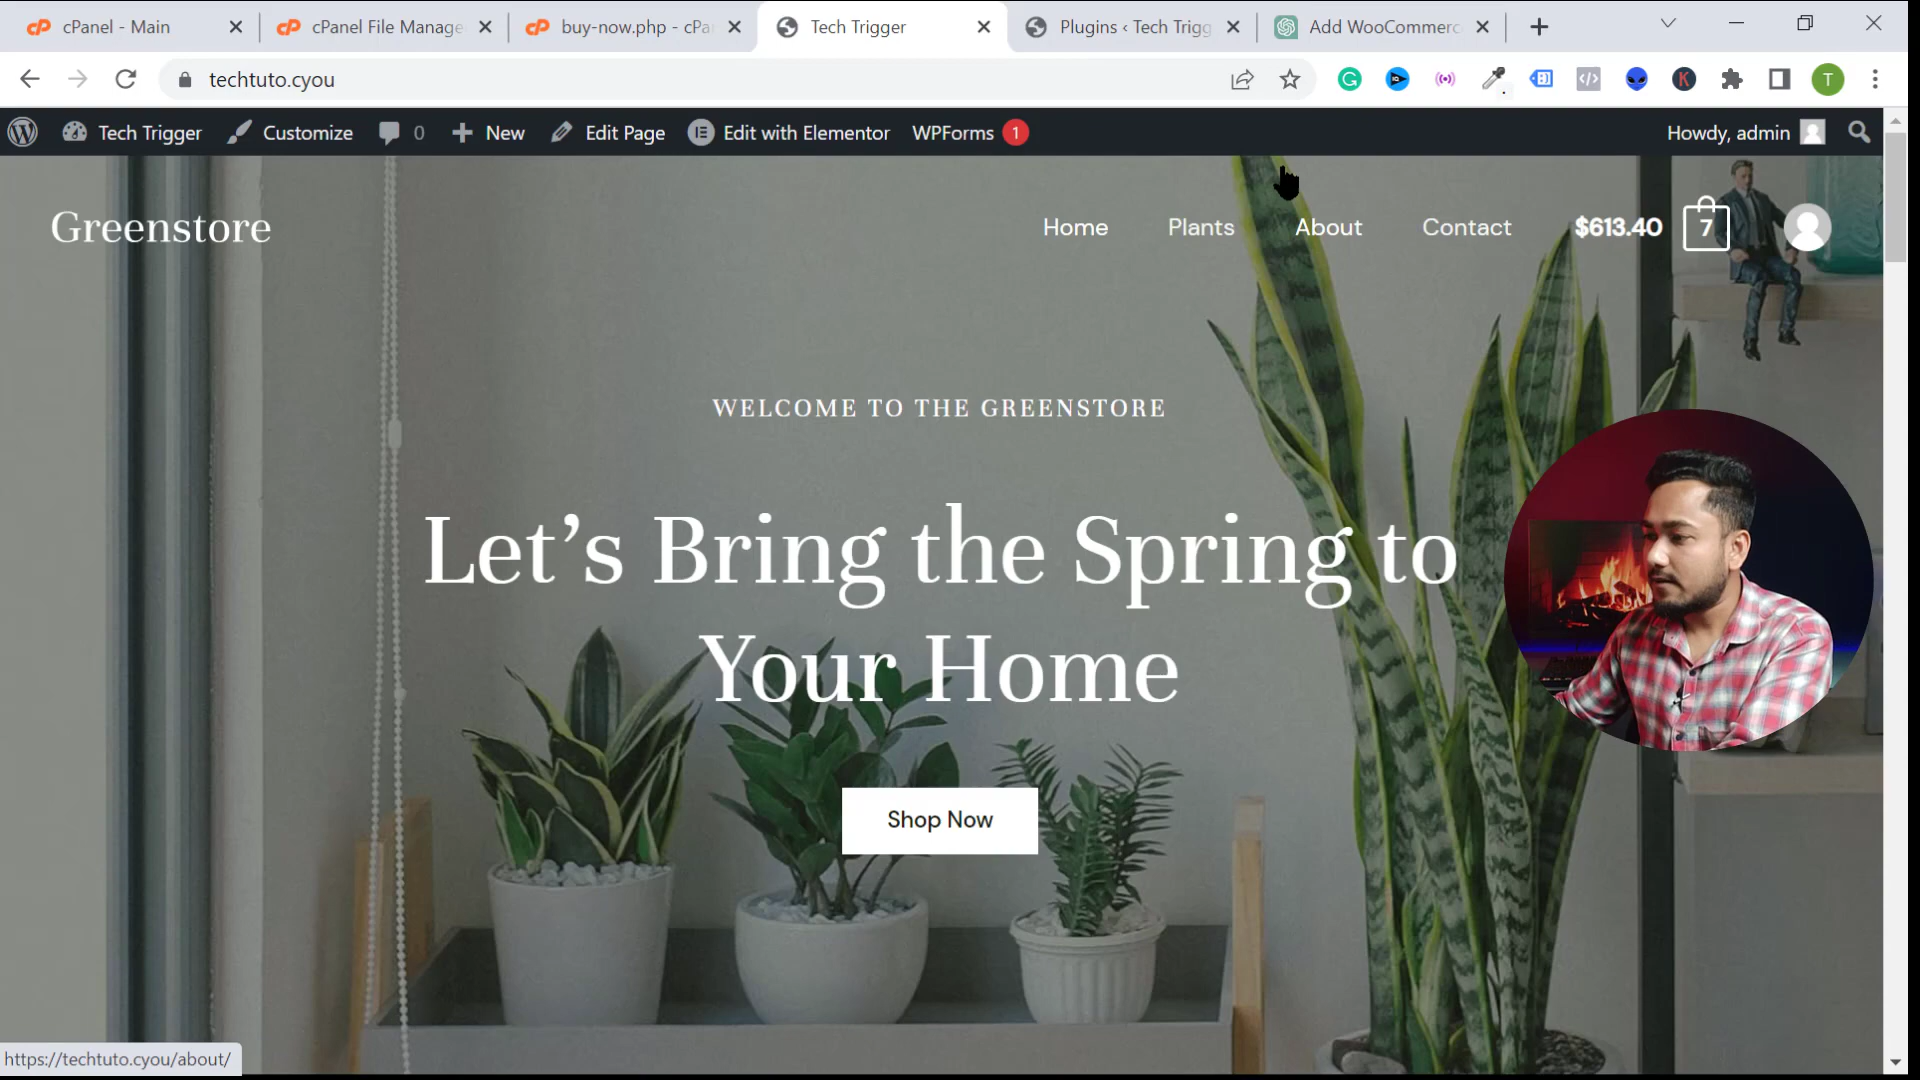 cPanel - Main
cPanel File Manage
buy-now.php - cPa
Tech Trigger
Plugins ‹ Tech Trigg
Add WooCommerc
techtuto.cyou
T
Tech Trigger
Customize
0
New
Edit Page
Edit with Elementor
WPForms 1
Howdy, admin
Greenstore
Home
Plants
About
Contact
$613.40
7
WELCOME TO THE GREENSTORE
Let’s Bring the Spring to
Your Home
Shop Now
https://techtuto.cyou/about/